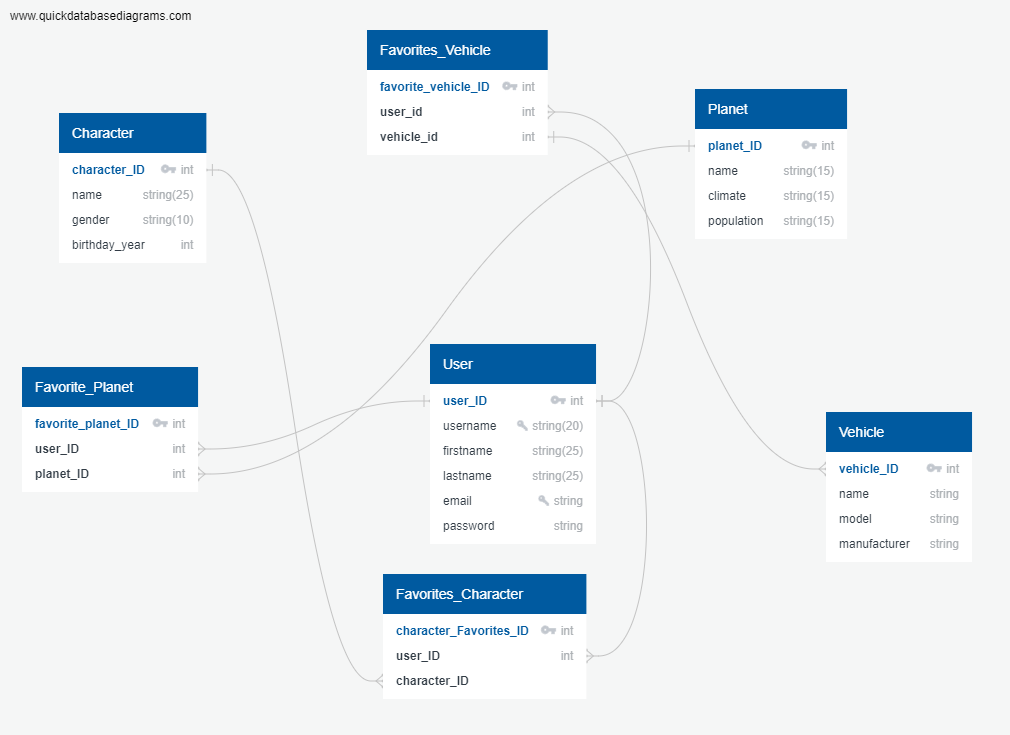 www.quickdatabasediagrams.com
Favorites_Vehicle
favorite_vehicle_ID int
user_id int
vehicle_id int
Planet
planet_ID int
name string(15)
climate string(15)
population string(15)
Character
character_ID int
name string(25)
gender string(10)
birthday_year int
User
user_ID int
username string(20)
firstname string(25)
lastname string(25)
email string
password string
Favorite_Planet
favorite_planet_ID int
user_ID int
planet_ID int
Vehicle
vehicle_ID int
name string
model string
manufacturer string
Favorites_Character
character_Favorites_ID int
user_ID int
character_ID